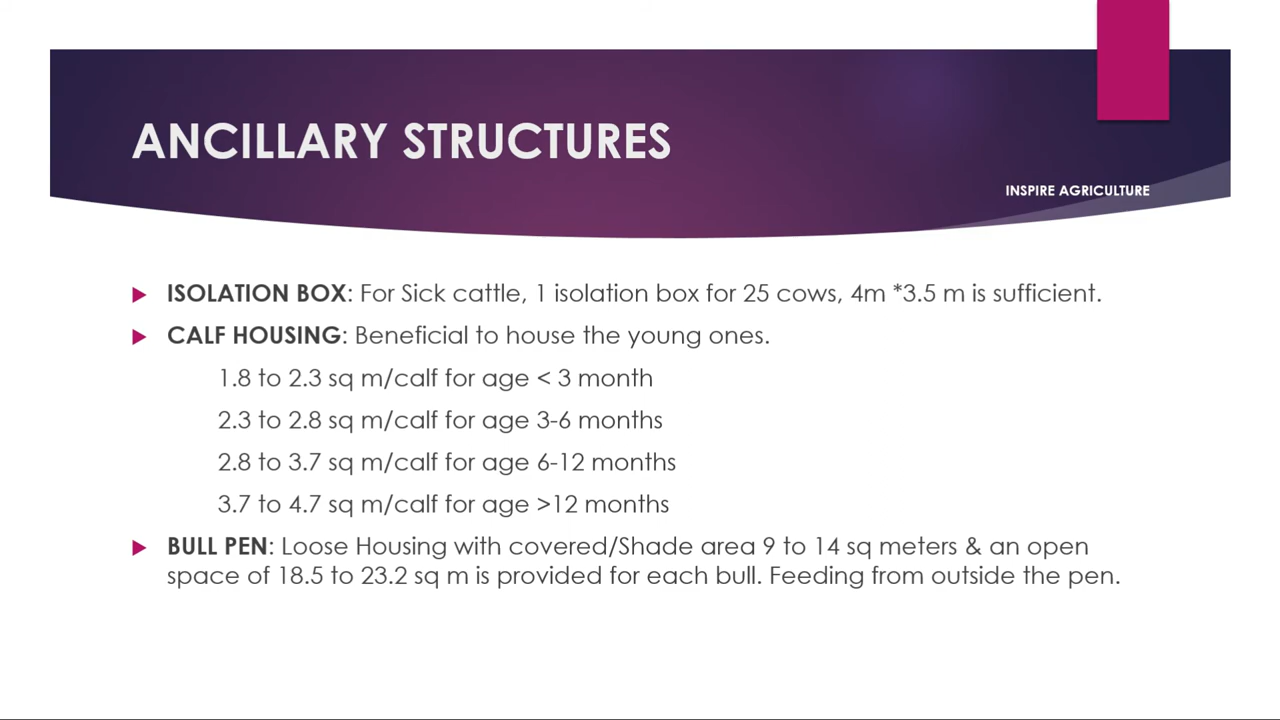 ANCILLARY STRUCTURES
INSPIRE AGRICULTURE
ISOLATION BOX: For Sick cattle, 1 isolation box for 25 cows, 4m *3.5 m is sufficient.
CALF HOUSING: Beneficial to house the young ones.
1.8 to 2.3 sq m/calf for age < 3 month
2.3 to 2.8 sq m/calf for age 3-6 months
2.8 to 3.7 sq m/calf for age 6-12 months
3.7 to 4.7 sq m/calf for age >12 months
BULL PEN: Loose Housing with covered/Shade area 9 to 14 sq meters & an open
space of 18.5 to 23.2 sq m is provided for each bull. Feeding from outside the pen.